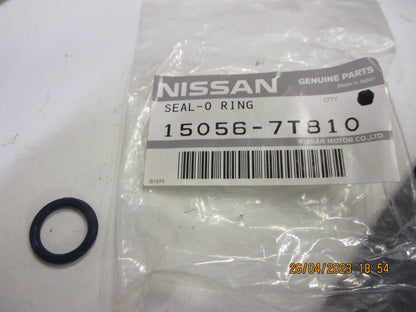 NISSAN GENUINE PARTS
Made in Japan
SEAL-O RING QTY
15056-7T810
NISSAN MOTOR CO.,LTD.
B1074
26/04/2023 19:54